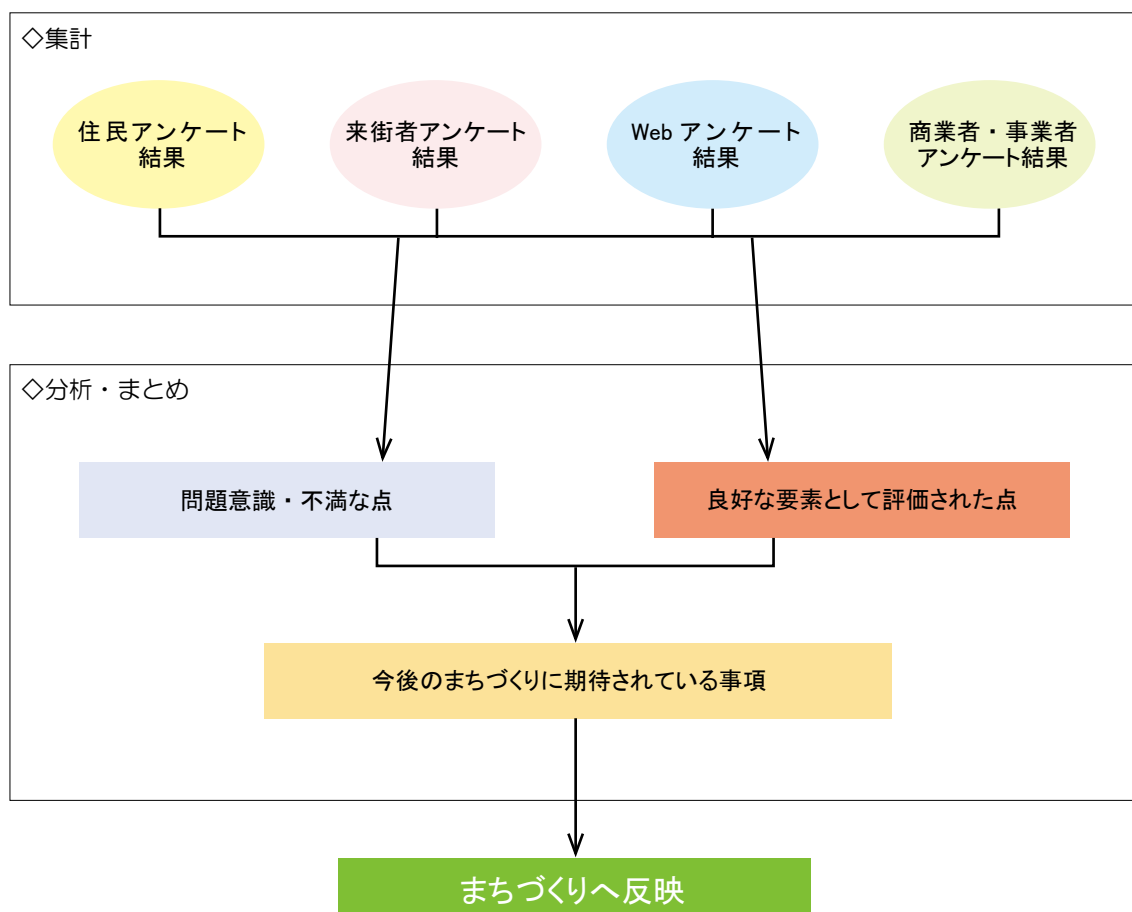 ◇集計
住民アンケート
結果
来街者アンケート
結果
Web アンケート
結果
商業者・事業者
アンケート結果
◇分析・まとめ
問題意識・不満な点
良好な要素として評価された点
今後のまちづくりに期待されている事項
まちづくりへ反映